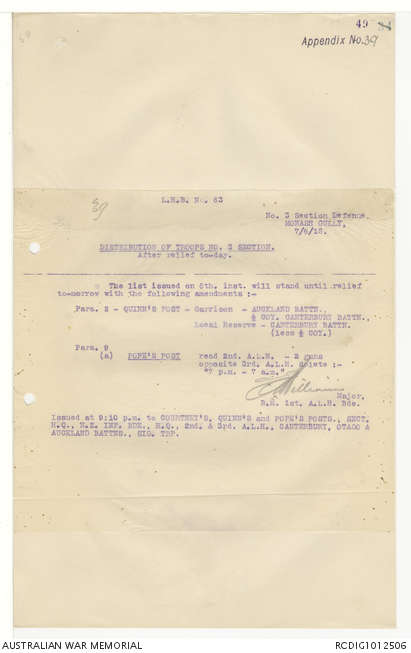 49
Appendix No. 39
39
L.H.B. No. 63
39
No. 3 Section Defence.
MONASH GULLY,
7/6/15.
DISTRIBUTION OF TROOPS NO. 3 SECTION.
After relief to-day.
The list issued on 6th. inst. will stand until relief
to-morrow with the following amendments :-
Para. 2 - QUINN'S POST - Garrison - AUCKLAND BATTN.,
½ COY. CANTERBURY BATTN.,
Local Reserve - CANTERBURY BATTN.
(less ½ COY.)
Para. 9
(a) POPE'S POST read 2nd. A.L.H. - 2 guns
opposite 3rd. A.L.H. delete :-
"7 p.m. - 7 a.m."
Major,
B.M. 1st. A.L.H. Bde.
Issued at 9:10 p.m. to COURTNEY'S, QUINN'S and POPE'S POSTS., SECT.
H.Q., N.Z. INF. BDE., H.Q., 2nd. & 3rd. A.L.H., CANTERBURY, OTAGO &
AUCKLAND BATTNS., SIG. TRP.
AUSTRALIAN WAR MEMORIAL
RCDIG1012506